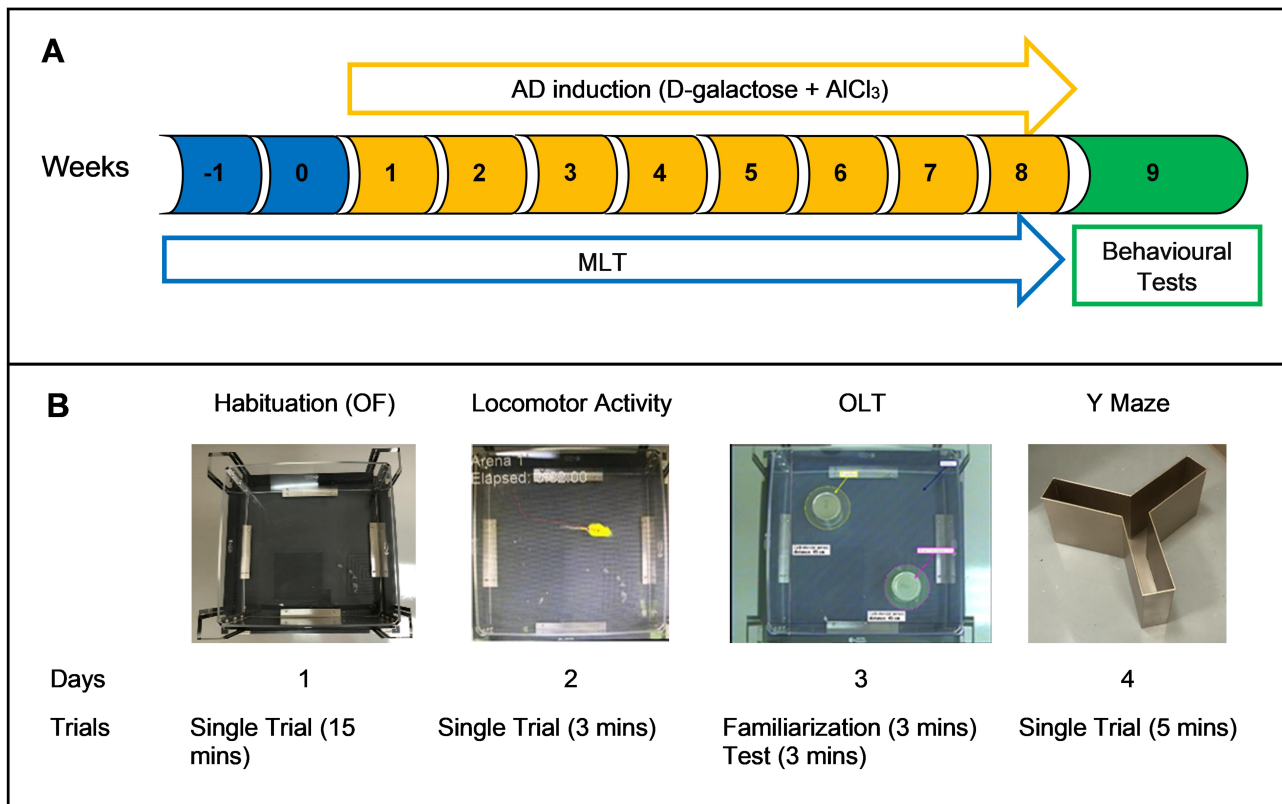 A
AD induction (D-galactose + AlCl₃)
Weeks
-1 0 1 2 3 4 5 6 7 8 9
MLT
Behavioural
Tests
B
Habituation (OF) Locomotor Activity OLT Y Maze
Arena 1
Elapsed:
Days 1 2 3 4
Trials Single Trial (15 Single Trial (3 mins) Familiarization (3 mins) Single Trial (5 mins)
mins) Test (3 mins)